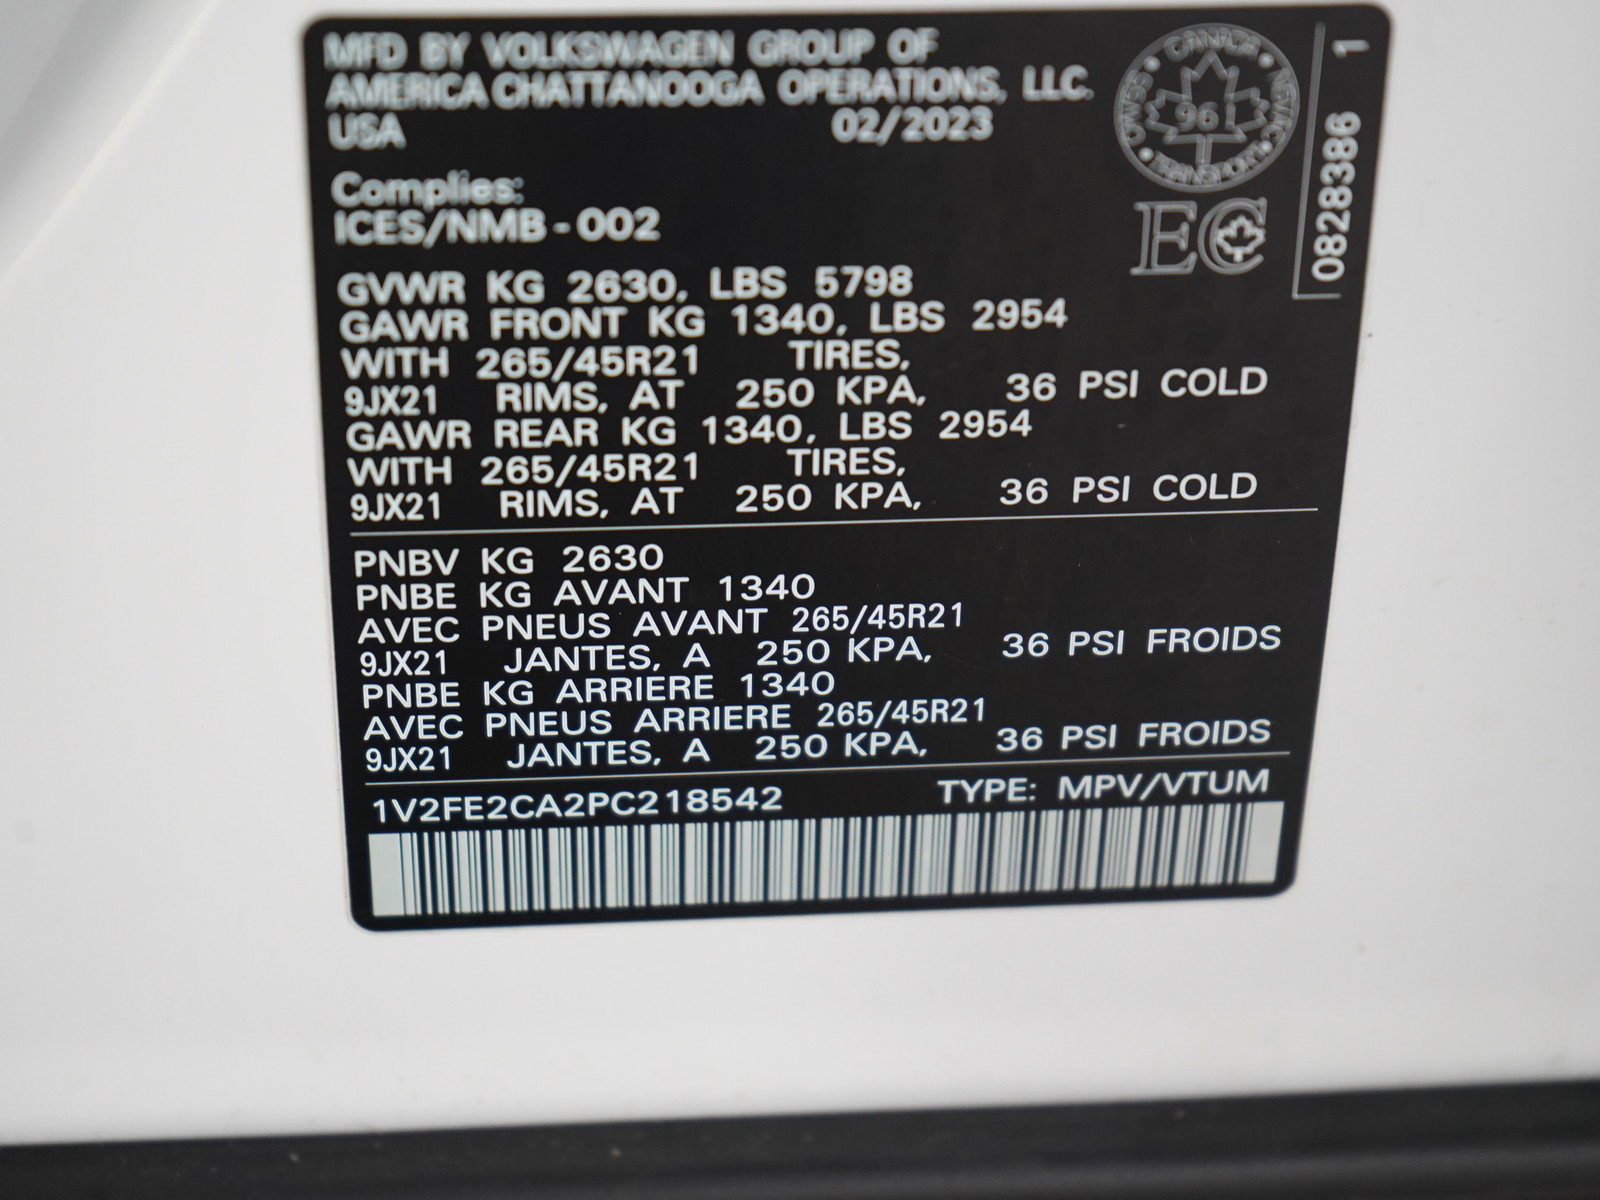 MFD BY VOLKSWAGEN GROUP OF
AMERICA CHATTANOOGA OPERATIONS, LLC.
USA 02/2023
CANADA
96
TRANSPORT
Complies:
ICES/NMB-002
EC
0828386 1
GVWR KG 2630, LBS 5798
GAWR FRONT KG 1340, LBS 2954
WITH 265/45R21 TIRES,
9JX21 RIMS, AT 250 KPA, 36 PSI COLD
GAWR REAR KG 1340, LBS 2954
WITH 265/45R21 TIRES,
9JX21 RIMS, AT 250 KPA, 36 PSI COLD
PNBV KG 2630
PNBE KG AVANT 1340
AVEC PNEUS AVANT 265/45R21
9JX21 JANTES, A 250 KPA, 36 PSI FROIDS
PNBE KG ARRIERE 1340
AVEC PNEUS ARRIERE 265/45R21
9JX21 JANTES, A 250 KPA, 36 PSI FROIDS
1V2FE2CA2PC218542 TYPE: MPV/VTUM